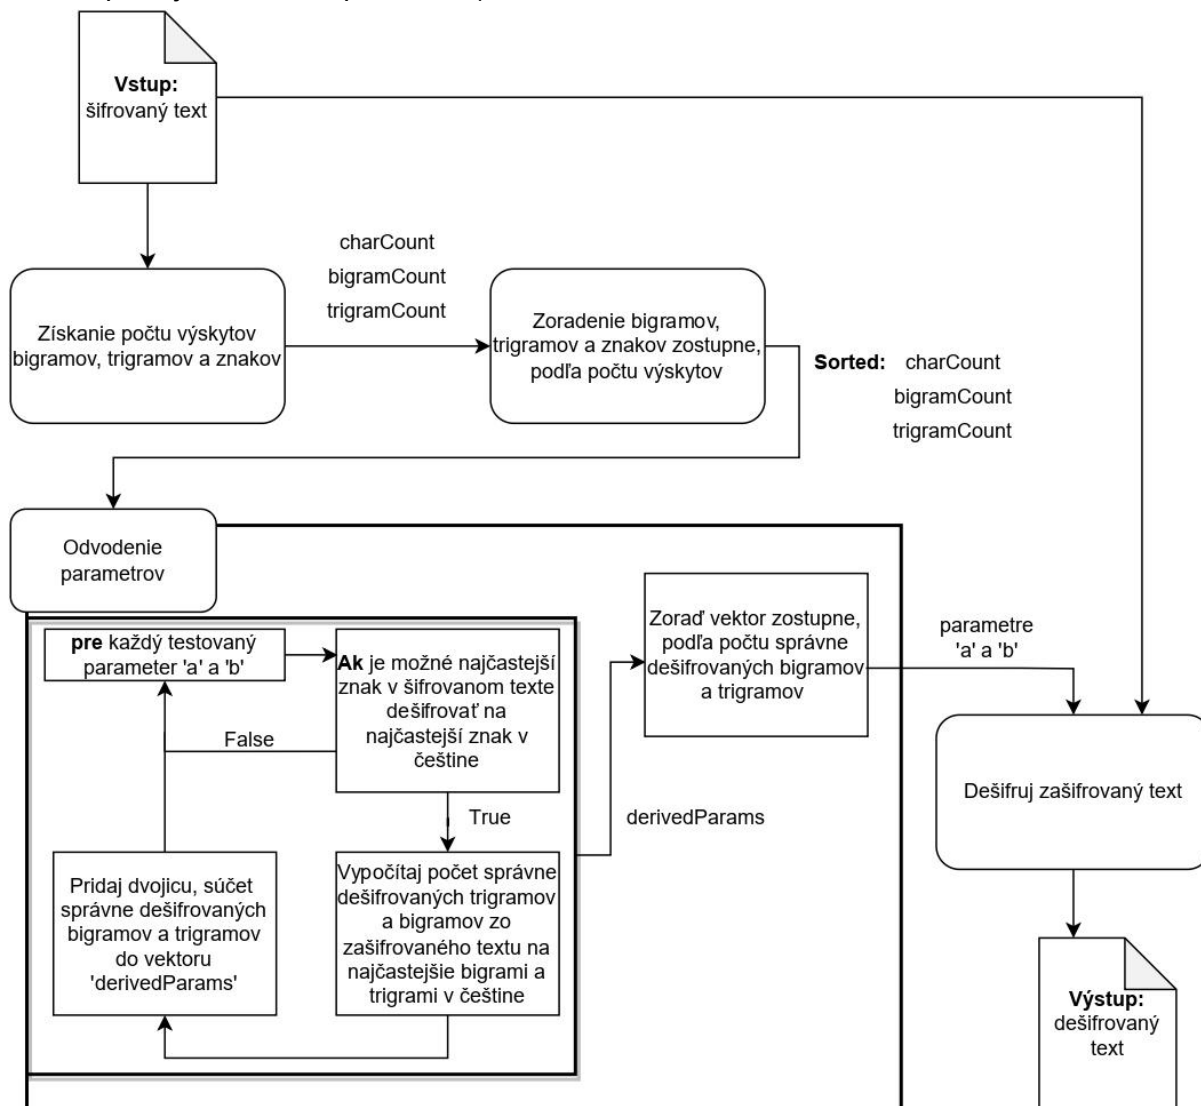 Vstup:
šifrovaný text
charCount
bigramCount
trigramCount
Získanie počtu výskytov
bigramov, trigramov a znakov
Zoradenie bigramov,
trigramov a znakov zostupne,
podľa počtu výskytov
Sorted: charCount
bigramCount
trigramCount
Odvodenie
parametrov
pre každý testovaný
parameter 'a' a 'b'
Ak je možné najčastejší
znak v šifrovanom texte
dešifrovať na
najčastejší znak v
češtine
False
True
Vypočítaj počet správne
dešifrovaných trigramov
a bigramov zo
zašifrovaného textu na
najčastejšie bigrami a
trigrami v češtine
Pridaj dvojicu, súčet
správne dešifrovaných
bigramov a trigramov
do vektoru
'derivedParams'
derivedParams
Zoraď vektor zostupne,
podľa počtu správne
dešifrovaných bigramov
a trigramov
parametre
'a' a 'b'
Dešifruj zašifrovaný text
Výstup:
dešifrovaný
text